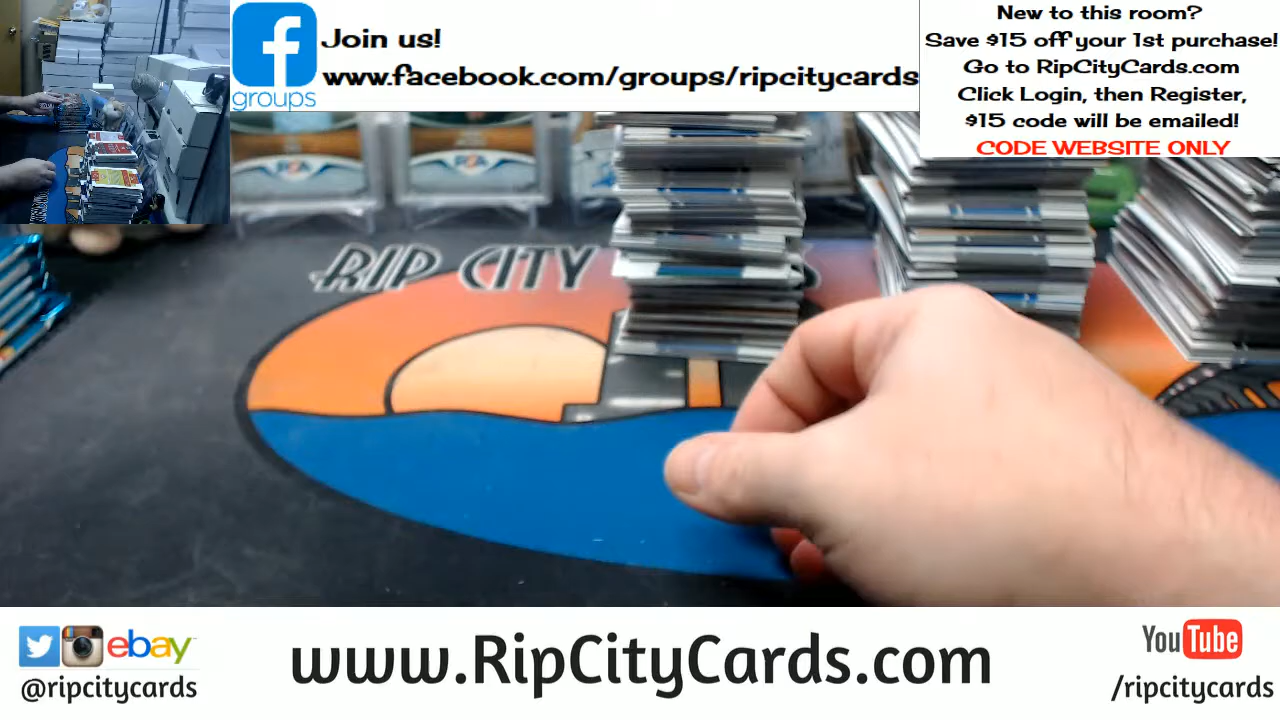 Join us!
www.facebook.com/groups/ripcitycards
groups
New to this room?
Save $15 off your 1st purchase!
Go to RipCityCards.com
Click Login, then Register,
$15 code will be emailed!
CODE WEBSITE ONLY
RIP CITY
ebay
@ripcitycards
www.RipCityCards.com
YouTube
/ripcitycards